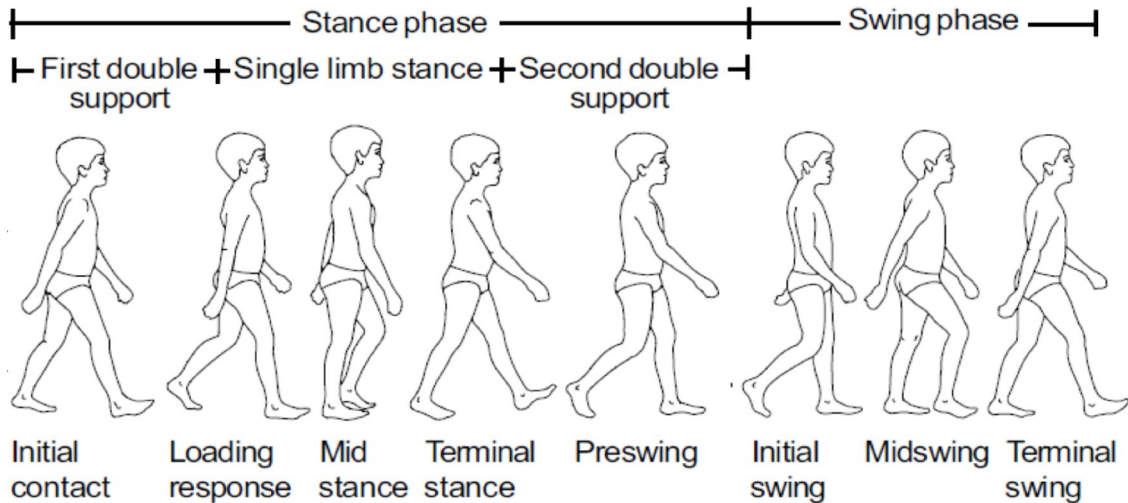 Stance phase
Swing phase
First double
support
Single limb stance
Second double
support
Initial
contact
Loading
response
Mid
stance
Terminal
stance
Preswing
Initial
swing
Midswing
Terminal
swing